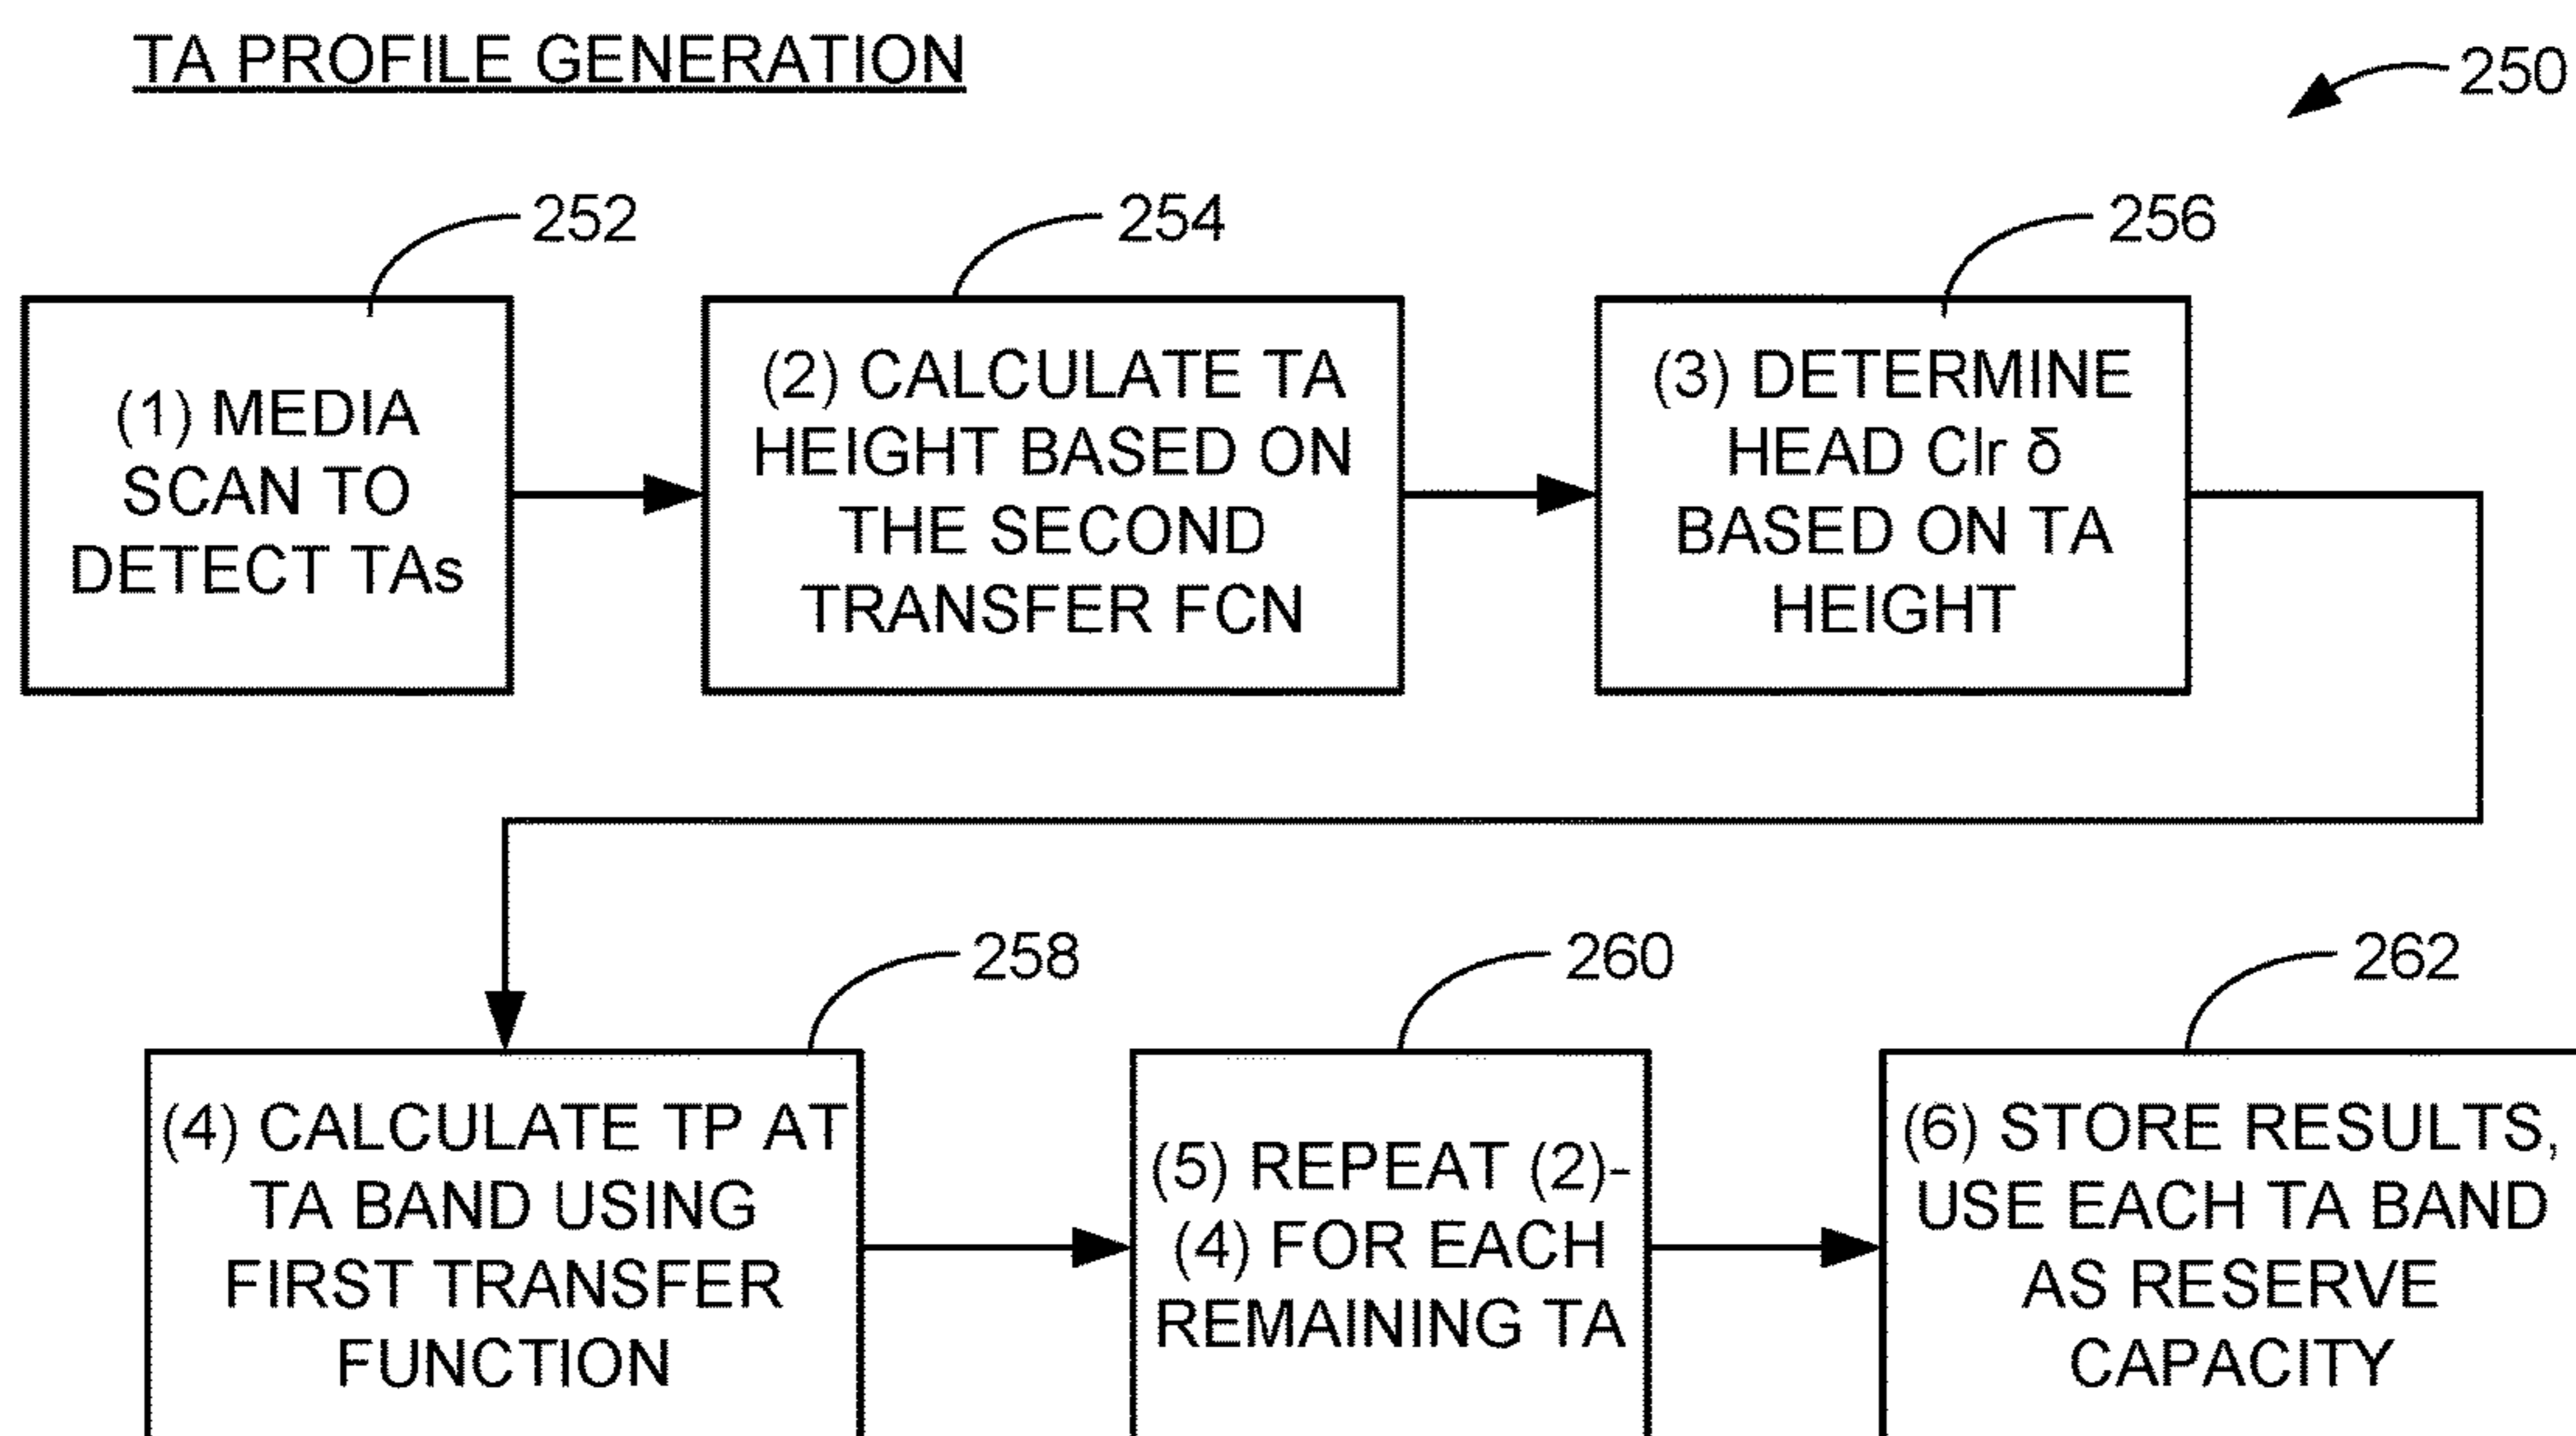 TA PROFILE GENERATION
250
252
254
256
(1) MEDIA
SCAN TO
DETECT TAs
(2) CALCULATE TA
HEIGHT BASED ON
THE SECOND
TRANSFER FCN
(3) DETERMINE
HEAD Clr δ
BASED ON TA
HEIGHT
258
260
262
(4) CALCULATE TP AT
TA BAND USING
FIRST TRANSFER
FUNCTION
(5) REPEAT (2)-
(4) FOR EACH
REMAINING TA
(6) STORE RESULTS,
USE EACH TA BAND
AS RESERVE
CAPACITY